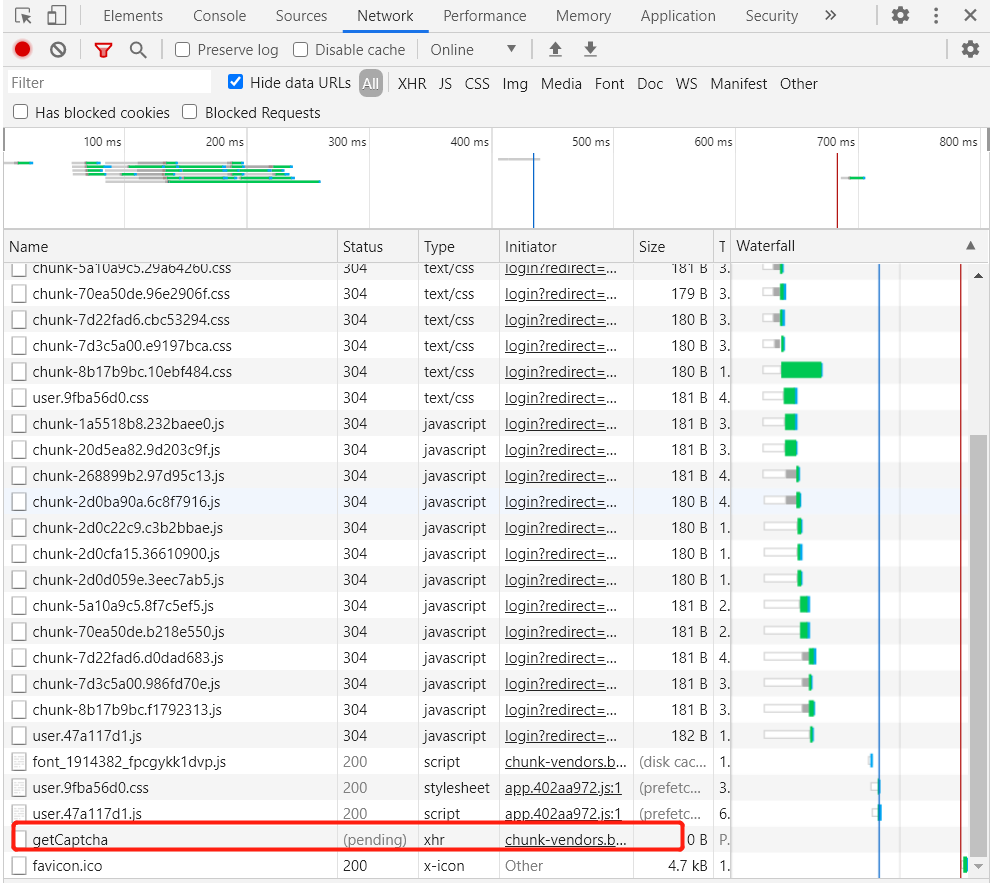 Elements Console Sources Network Performance Memory Application Security »
Preserve log Disable cache Online ▼
Filter Hide data URLs All XHR JS CSS Img Media Font Doc WS Manifest Other
Has blocked cookies Blocked Requests
100 ms 200 ms 300 ms 400 ms 500 ms 600 ms 700 ms 800 ms
Name Status Type Initiator Size T Waterfall ▲
chunk-5a10a9c5.29a64260.css 304 text/css login?redirect=... 181 B 3.
chunk-70ea50de.96e2906f.css 304 text/css login?redirect=... 179 B 3.
chunk-7d22fad6.cbc53294.css 304 text/css login?redirect=... 180 B 3.
chunk-7d3c5a00.e9197bca.css 304 text/css login?redirect=... 180 B 3.
chunk-8b17b9bc.10ebf484.css 304 text/css login?redirect=... 180 B 1.
user.9fba56d0.css 304 text/css login?redirect=... 181 B 4.
chunk-1a5518b8.232baee0.js 304 javascript login?redirect=... 181 B 3.
chunk-20d5ea82.9d203c9f.js 304 javascript login?redirect=... 181 B 3.
chunk-268899b2.97d95c13.js 304 javascript login?redirect=... 181 B 4.
chunk-2d0ba90a.6c8f7916.js 304 javascript login?redirect=... 180 B 4.
chunk-2d0c22c9.c3b2bbae.js 304 javascript login?redirect=... 180 B 1.
chunk-2d0cfa15.36610900.js 304 javascript login?redirect=... 180 B 1.
chunk-2d0d059e.3eec7ab5.js 304 javascript login?redirect=... 180 B 1.
chunk-5a10a9c5.8f7c5ef5.js 304 javascript login?redirect=... 181 B 2.
chunk-70ea50de.b218e550.js 304 javascript login?redirect=... 181 B 2.
chunk-7d22fad6.d0dad683.js 304 javascript login?redirect=... 181 B 4.
chunk-7d3c5a00.986fd70e.js 304 javascript login?redirect=... 181 B 3.
chunk-8b17b9bc.f1792313.js 304 javascript login?redirect=... 181 B 3.
user.47a117d1.js 304 javascript login?redirect=... 182 B 1.
font_1914382_fpcgykk1dvp.js 200 script chunk-vendors.b... (disk cac... 1.
user.9fba56d0.css 200 stylesheet app.402aa972.js:1 (prefetc... 3.
user.47a117d1.js 200 script app.402aa972.js:1 (prefetc... 6.
getCaptcha (pending) xhr chunk-vendors.b... 0 B P.
favicon.ico 200 x-icon Other 4.7 kB 1.